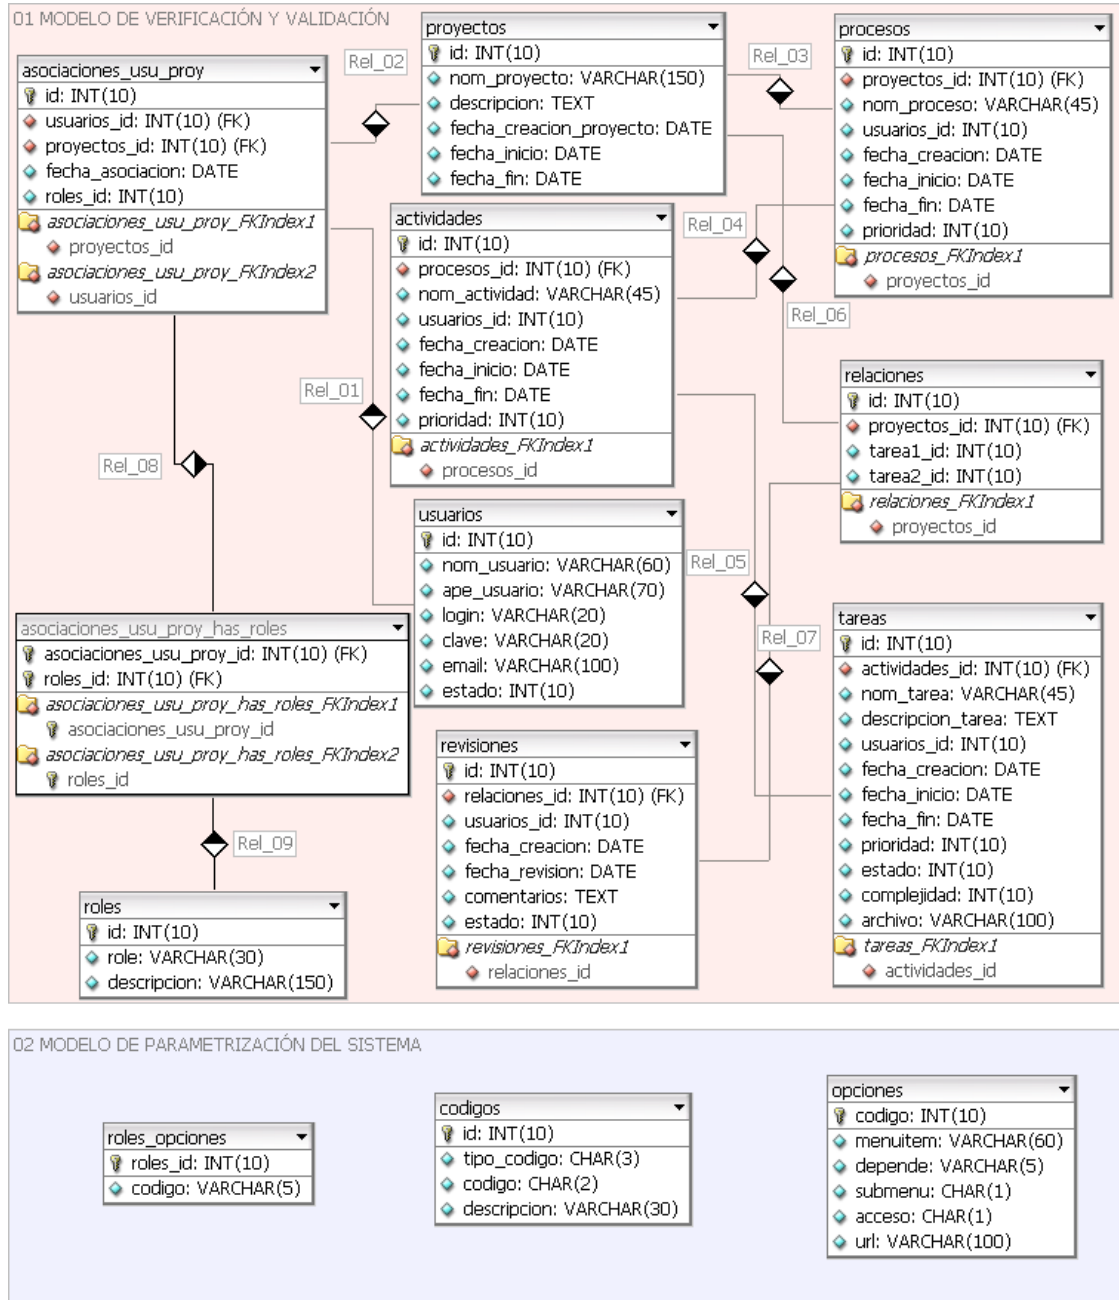 01 MODELO DE VERIFICACIÓN Y VALIDACIÓN
asociaciones_usu_proy
id: INT(10)
usuarios_id: INT(10) (FK)
proyectos_id: INT(10) (FK)
fecha_asociacion: DATE
roles_id: INT(10)
asociaciones_usu_proy_FKIndex1
proyectos_id
asociaciones_usu_proy_FKIndex2
usuarios_id
Rel_02
proyectos
id: INT(10)
nom_proyecto: VARCHAR(150)
descripcion: TEXT
fecha_creacion_proyecto: DATE
fecha_inicio: DATE
fecha_fin: DATE
Rel_03
procesos
id: INT(10)
proyectos_id: INT(10) (FK)
nom_proceso: VARCHAR(45)
usuarios_id: INT(10)
fecha_creacion: DATE
fecha_inicio: DATE
fecha_fin: DATE
prioridad: INT(10)
procesos_FKIndex1
proyectos_id
actividades
id: INT(10)
procesos_id: INT(10) (FK)
nom_actividad: VARCHAR(45)
usuarios_id: INT(10)
fecha_creacion: DATE
fecha_inicio: DATE
fecha_fin: DATE
prioridad: INT(10)
actividades_FKIndex1
procesos_id
Rel_04
Rel_06
Rel_01
relaciones
id: INT(10)
proyectos_id: INT(10) (FK)
tarea1_id: INT(10)
tarea2_id: INT(10)
relaciones_FKIndex1
proyectos_id
Rel_08
usuarios
id: INT(10)
nom_usuario: VARCHAR(60)
ape_usuario: VARCHAR(70)
login: VARCHAR(20)
clave: VARCHAR(20)
email: VARCHAR(100)
estado: INT(10)
Rel_05
Rel_07
asociaciones_usu_proy_has_roles
asociaciones_usu_proy_id: INT(10) (FK)
roles_id: INT(10) (FK)
asociaciones_usu_proy_has_roles_FKIndex1
asociaciones_usu_proy_id
asociaciones_usu_proy_has_roles_FKIndex2
roles_id
tareas
id: INT(10)
actividades_id: INT(10) (FK)
nom_tarea: VARCHAR(45)
descripcion_tarea: TEXT
usuarios_id: INT(10)
fecha_creacion: DATE
fecha_inicio: DATE
fecha_fin: DATE
prioridad: INT(10)
estado: INT(10)
complejidad: INT(10)
archivo: VARCHAR(100)
tareas_FKIndex1
actividades_id
revisiones
id: INT(10)
relaciones_id: INT(10) (FK)
usuarios_id: INT(10)
fecha_creacion: DATE
fecha_revision: DATE
comentarios: TEXT
estado: INT(10)
revisiones_FKIndex1
relaciones_id
Rel_09
roles
id: INT(10)
role: VARCHAR(30)
descripcion: VARCHAR(150)
02 MODELO DE PARAMETRIZACIÓN DEL SISTEMA
roles_opciones
roles_id: INT(10)
codigo: VARCHAR(5)
codigos
id: INT(10)
tipo_codigo: CHAR(3)
codigo: CHAR(2)
descripcion: VARCHAR(30)
opciones
codigo: INT(10)
menuitem: VARCHAR(60)
depende: VARCHAR(5)
submenu: CHAR(1)
acceso: CHAR(1)
url: VARCHAR(100)